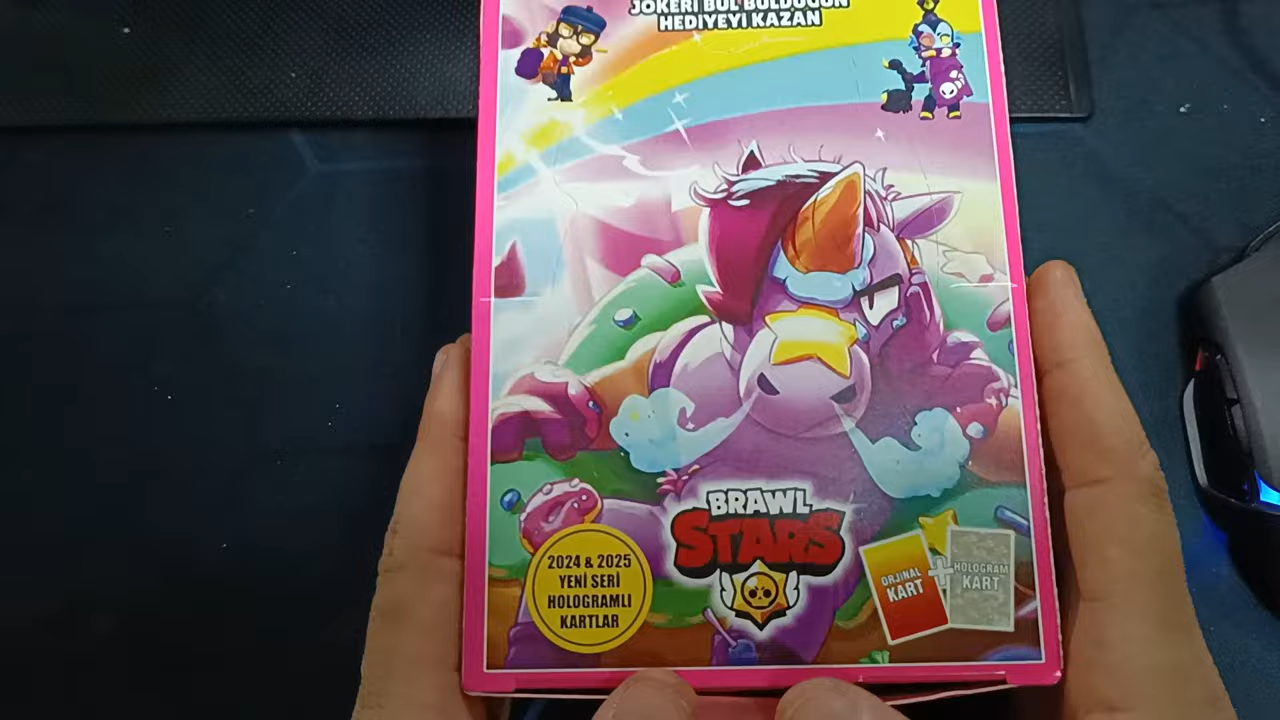 JOKERİ BUL BULDUĞUN
HEDİYEYİ KAZAN
BRAWL
STARS
2024 & 2025
YENİ SERİ
HOLOGRAMLI
KARTLAR
ORJİNAL
KART
+
HOLOGRAM
KART